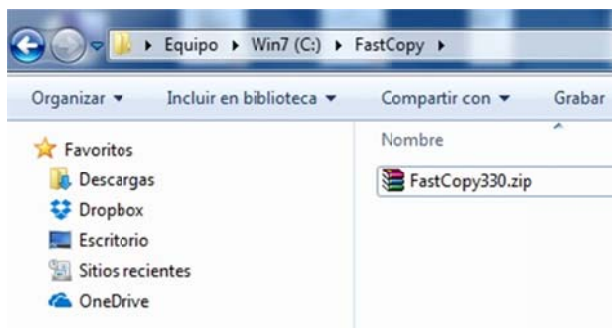 Equipo Win7 (C:) FastCopy
Organizar Incluir en biblioteca Compartir con Grabar
Nombre
Favoritos
FastCopy330.zip
Descargas
Dropbox
Escritorio
Sitios recientes
OneDrive